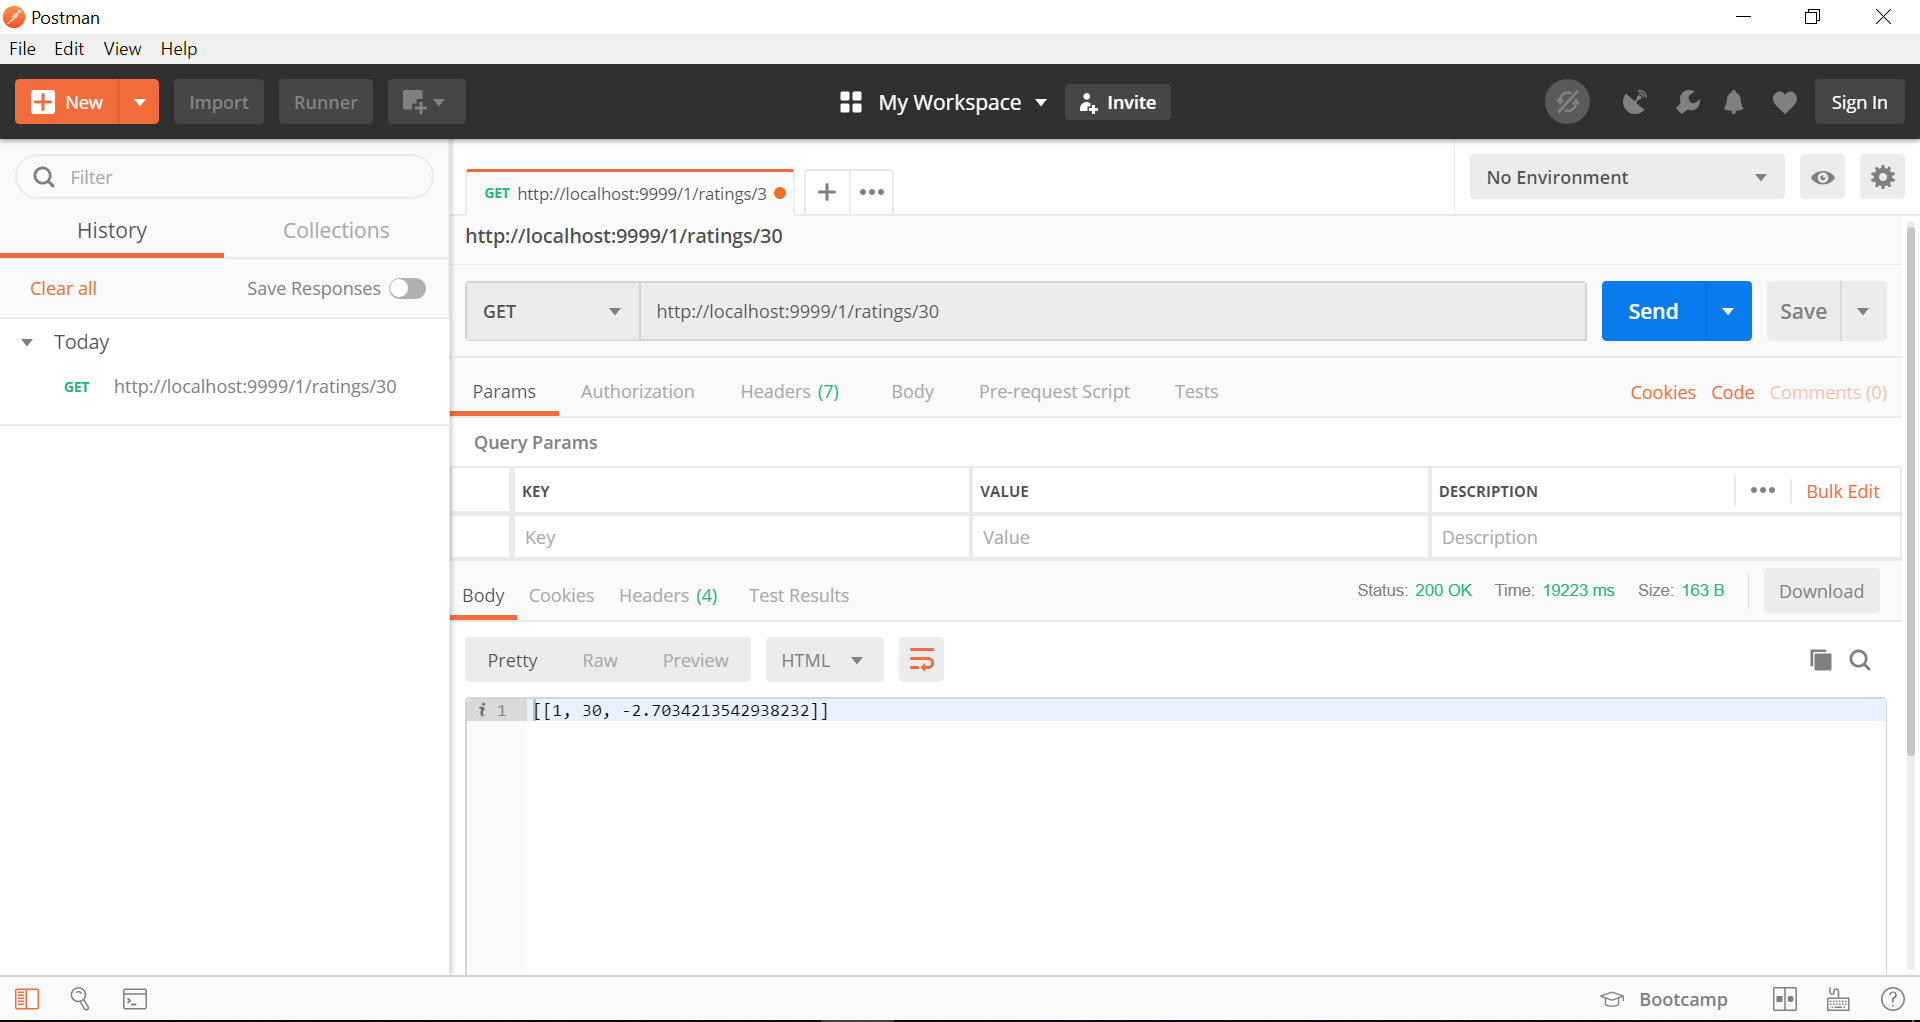 Postman
File Edit View Help
New Import Runner My Workspace Invite Sign In
Filter
History Collections
Clear all Save Responses
Today
GET http://localhost:9999/1/ratings/30
GET http://localhost:9999/1/ratings/3
No Environment
http://localhost:9999/1/ratings/30
GET http://localhost:9999/1/ratings/30 Send Save
Params Authorization Headers (7) Body Pre-request Script Tests Cookies Code Comments (0)
Query Params
KEY VALUE DESCRIPTION Bulk Edit
Key Value Description
Body Cookies Headers (4) Test Results Status: 200 OK Time: 19223 ms Size: 163 B Download
Pretty Raw Preview HTML
i 1 [[1, 30, -2.7034213542938232]]
Bootcamp